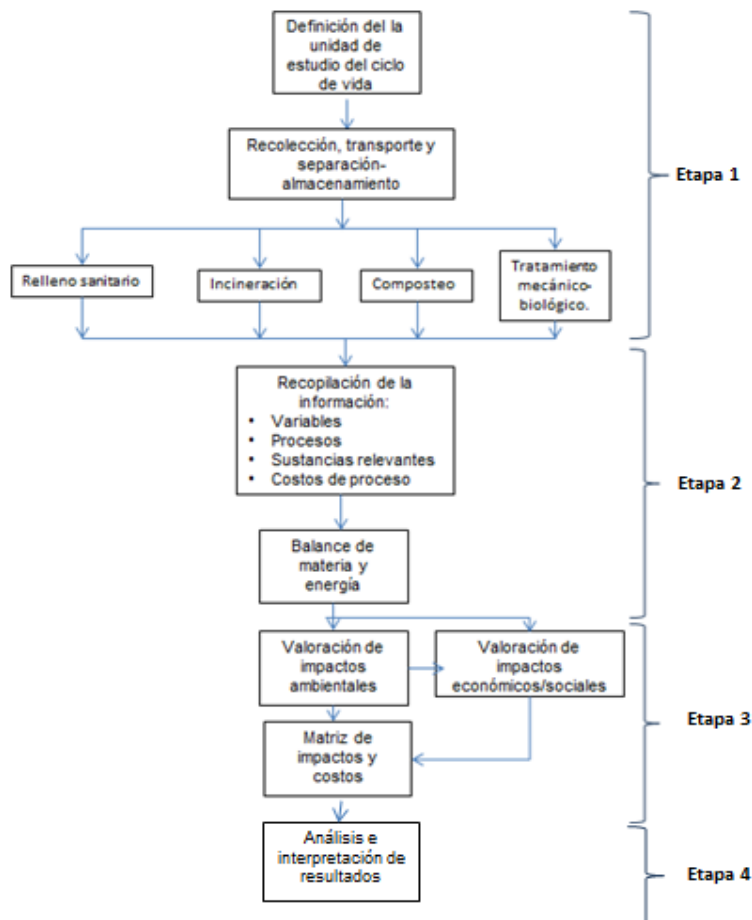 Definición del la
unidad de
estudio del ciclo
de vida
Recolección, transporte y
separación-
almacenamiento
Etapa 1
Relleno sanitario
Incineración
Composteo
Tratamiento
mecánico-
biológico.
Recopilación de la
información:
• Variables
• Procesos
• Sustancias relevantes
• Costos de proceso
Etapa 2
Balance de
materia y
energía
Valoración de
impactos
ambientales
Valoración de
impactos
económicos/sociales
Etapa 3
Matriz de
impactos y
costos
Análisis e
interpretación de
resultados
Etapa 4